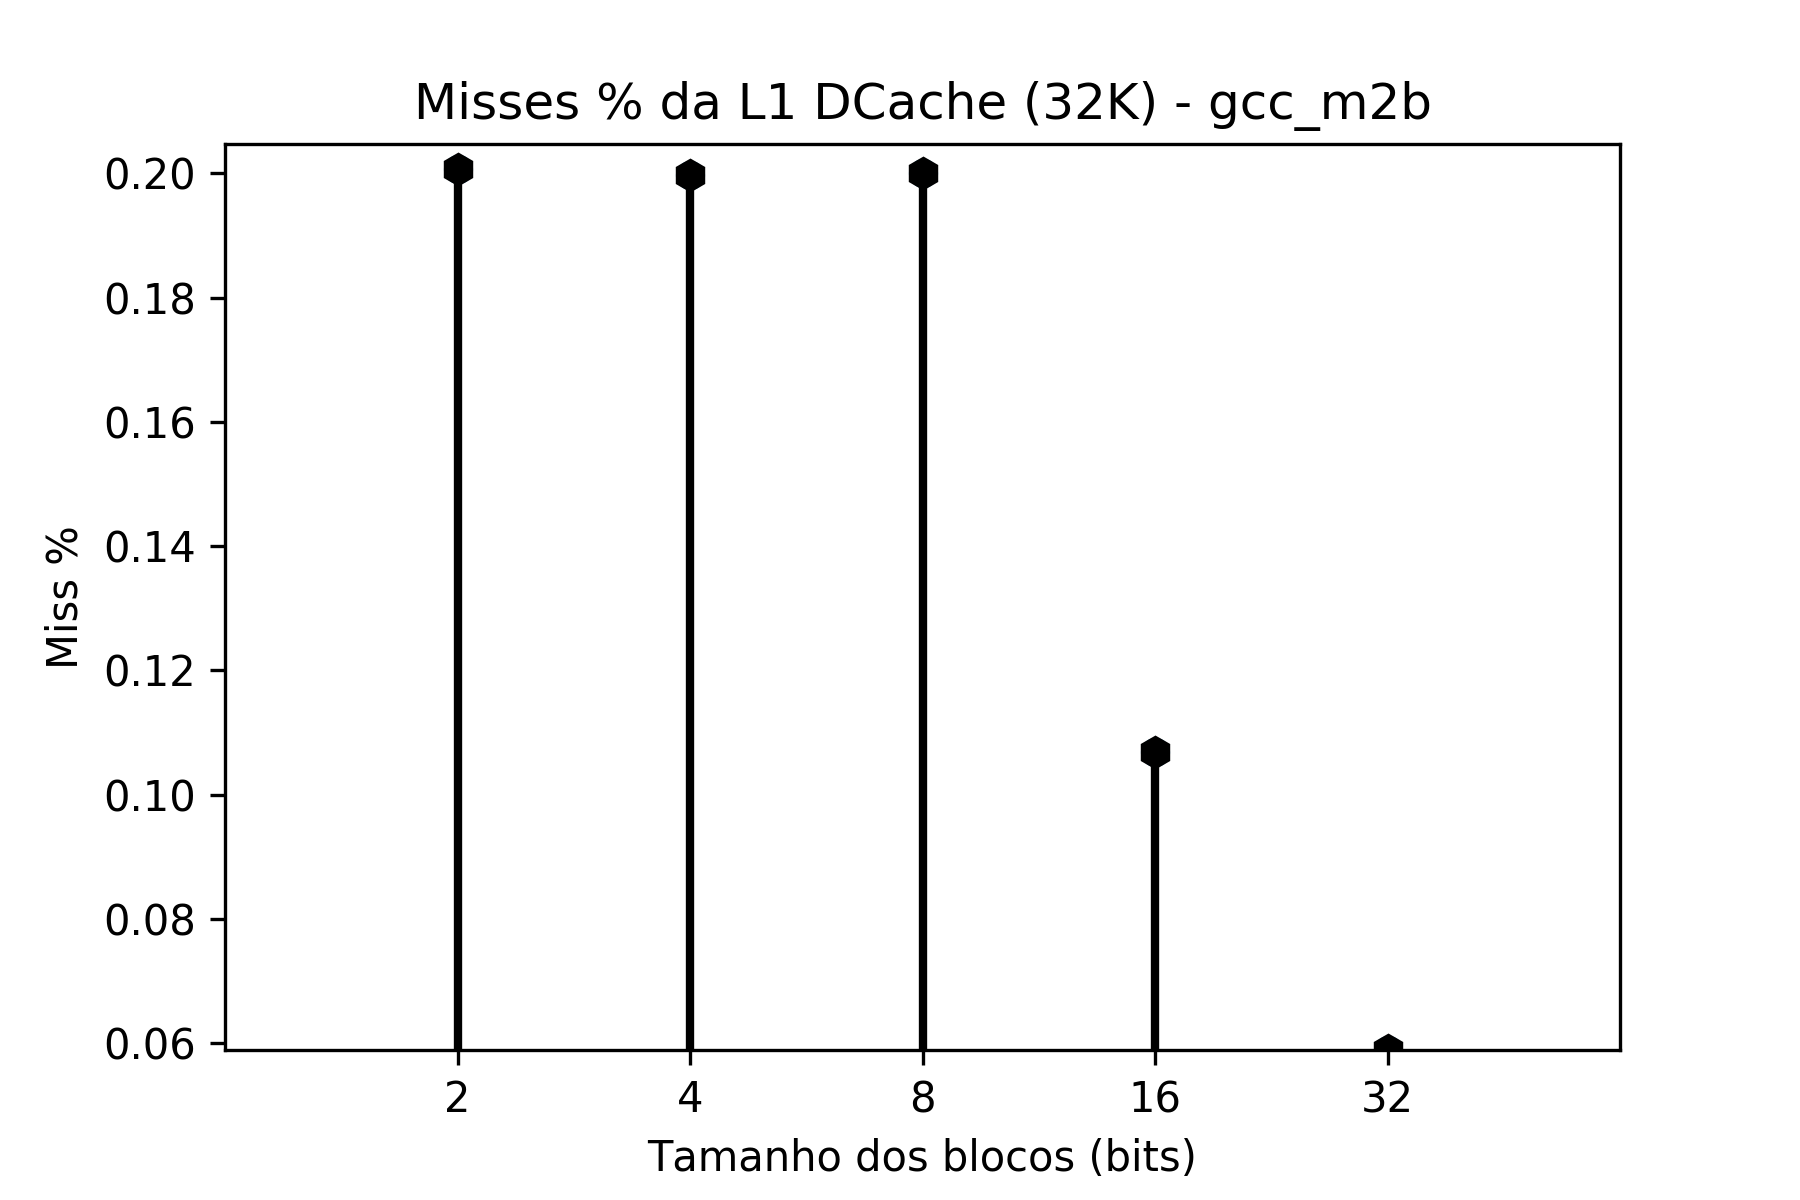 Misses % da L1 DCache (32K) - gcc_m2b
0.20
0.18
0.16
0.14
0.12
0.10
0.08
0.06
Miss %
2 4 8 16 32
Tamanho dos blocos (bits)